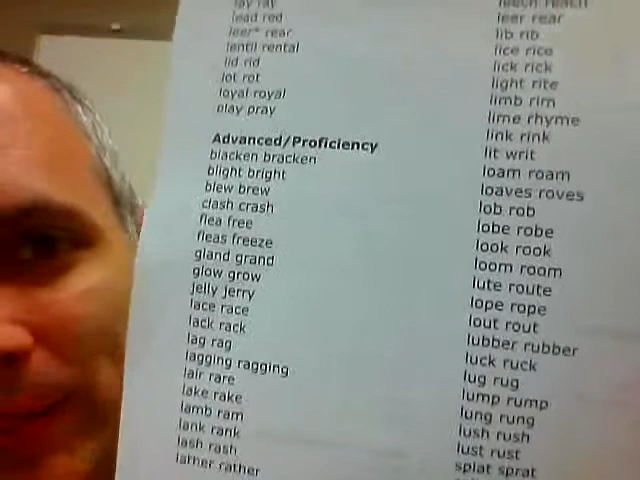 lay ray
lead red
leer* rear
lentil rental
lid rid
lot rot
loyal royal
play pray
Advanced/Proficiency
blacken bracken
blight bright
blew brew
clash crash
flea free
fleas freeze
gland grand
glow grow
jelly jerry
lace race
lack rack
lag rag
lagging ragging
lair rare
lake rake
lamb ram
lank rank
lash rash
lather rather
leech reach
leer rear
lib rib
lice rice
lick rick
light rite
limb rim
lime rhyme
link rink
lit writ
loam roam
loaves roves
lob rob
lobe robe
look rook
loom room
lute route
lope rope
lout rout
lubber rubber
luck ruck
lug rug
lump rump
lung rung
lush rush
lust rust
splat sprat